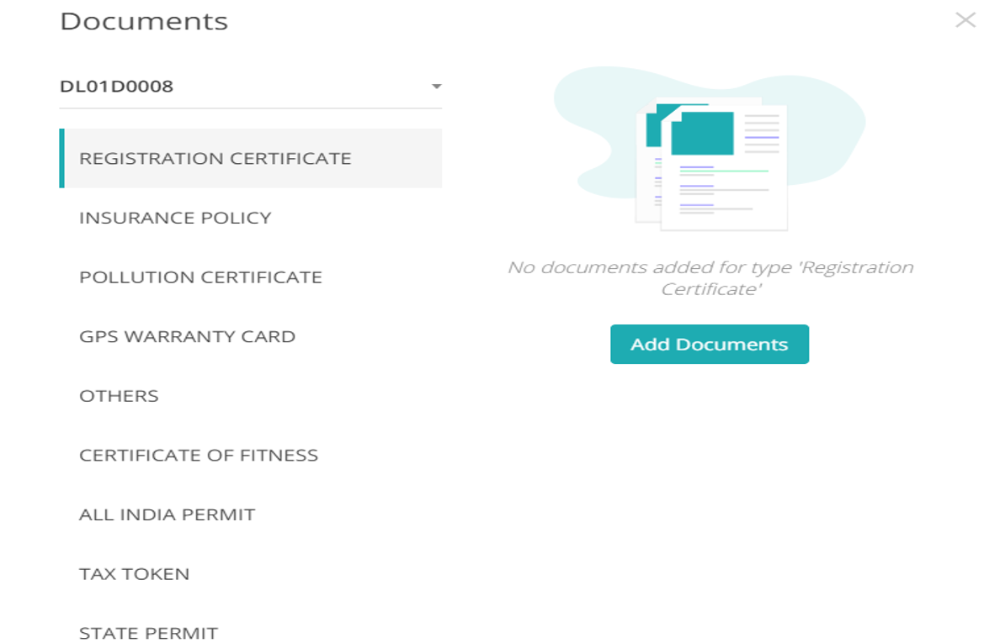 Documents
DL01D0008
REGISTRATION CERTIFICATE
INSURANCE POLICY
POLLUTION CERTIFICATE
GPS WARRANTY CARD
OTHERS
CERTIFICATE OF FITNESS
ALL INDIA PERMIT
TAX TOKEN
STATE PERMIT
No documents added for type 'Registration
Certificate'
Add Documents